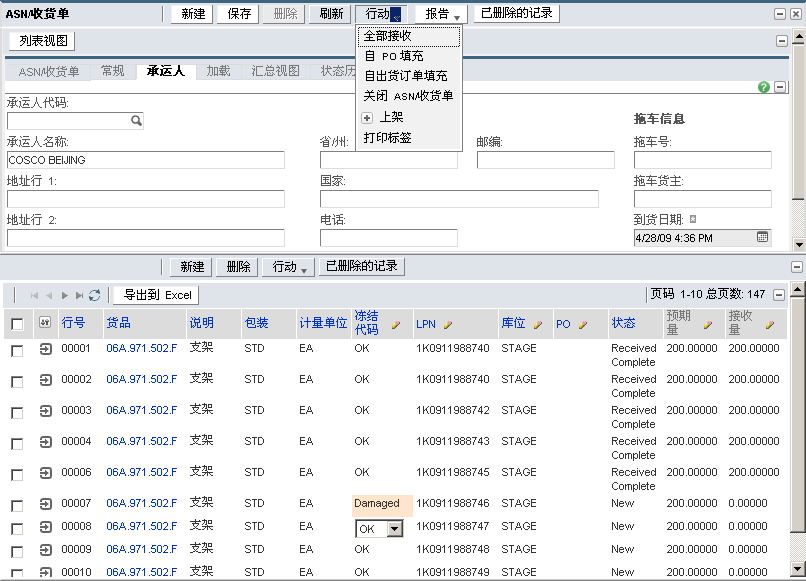 ASN/收货单 新建 保存 删除 刷新 行动 报告 已删除的记录
列表视图
全部接收
自 PO 填充
自出货订单填充
关闭 ASN/收货单
上架
打印标签
ASN/收货单 常规 承运人 加载 汇总视图 状态历
承运人代码:
拖车信息
承运人名称: 省/州: 邮编: 拖车号:
COSCO BEIJING
地址行 1: 国家: 拖车货主:
地址行 2: 电话: 到货日期:
4/28/09 4:36 PM
新建 删除 行动 已删除的记录
导出到 Excel 页码 1-10 总页数: 147
行号 货品 说明 包装 计量单位 冻结代码 LPN 库位 PO 状态 预期量 接收量
00001 06A.971.502.F 支架 STD EA OK 1K0911988740 STAGE Received Complete 200.00000 200.00000
00002 06A.971.502.F 支架 STD EA OK 1K0911988740 STAGE Received Complete 200.00000 200.00000
00003 06A.971.502.F 支架 STD EA OK 1K0911988742 STAGE Received Complete 200.00000 200.00000
00004 06A.971.502.F 支架 STD EA OK 1K0911988743 STAGE Received Complete 200.00000 200.00000
00006 06A.971.502.F 支架 STD EA OK 1K0911988745 STAGE Received Complete 200.00000 200.00000
00007 06A.971.502.F 支架 STD EA Damaged 1K0911988746 STAGE New 200.00000 0.00000
00008 06A.971.502.F 支架 STD EA OK 1K0911988747 STAGE New 200.00000 0.00000
00009 06A.971.502.F 支架 STD EA OK 1K0911988748 STAGE New 200.00000 0.00000
00010 06A.971.502.F 支架 STD EA OK 1K0911988749 STAGE New 200.00000 0.00000